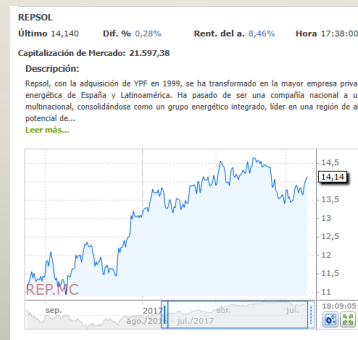 REPSOL
Último 14,140 Dif. % 0,28% Rent. del a. 8,46% Hora 17:38:00
Capitalización de Mercado: 21.597,38
Descripción:
Repsol, con la adquisición de YPF en 1999, se ha transformado en la mayor empresa priva
energética de España y Latinoamérica. Ha pasado de ser una compañía nacional a u
multinacional, consolidándose como un grupo energético integrado, líder en una región de al
potencial de...
Leer más...
14,5
14,14
13,5
13
12,5
12
11,5
11
REP.MC
sep. 2017 abr. jul.
ago./2016 - jul./2017
18:09:05